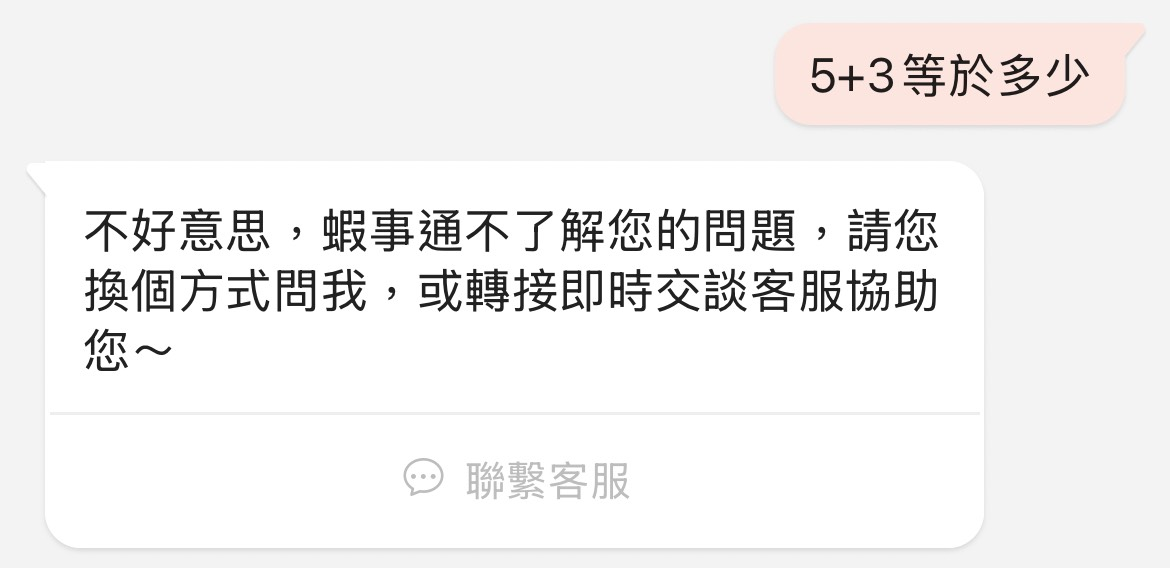 5+3等於多少
不好意思，蝦事通不了解您的問題，請您
換個方式問我，或轉接即時交談客服協助
您～
聯繫客服